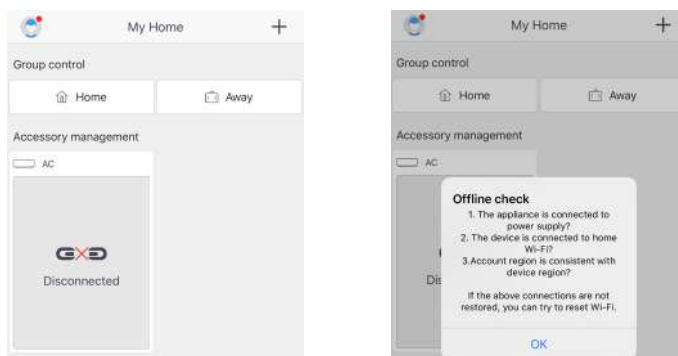 My Home
Group control
Home
Away
Accessory management
AC
Disconnected
My Home
Group control
Home
Away
Accessory management
AC
Dis
Offline check
1. The appliance is connected to
power supply?
2. The device is connected to home
Wi-Fi?
3.Account region is consistent with
device region?
If the above connections are not
restored, you can try to reset Wi-Fi.
OK